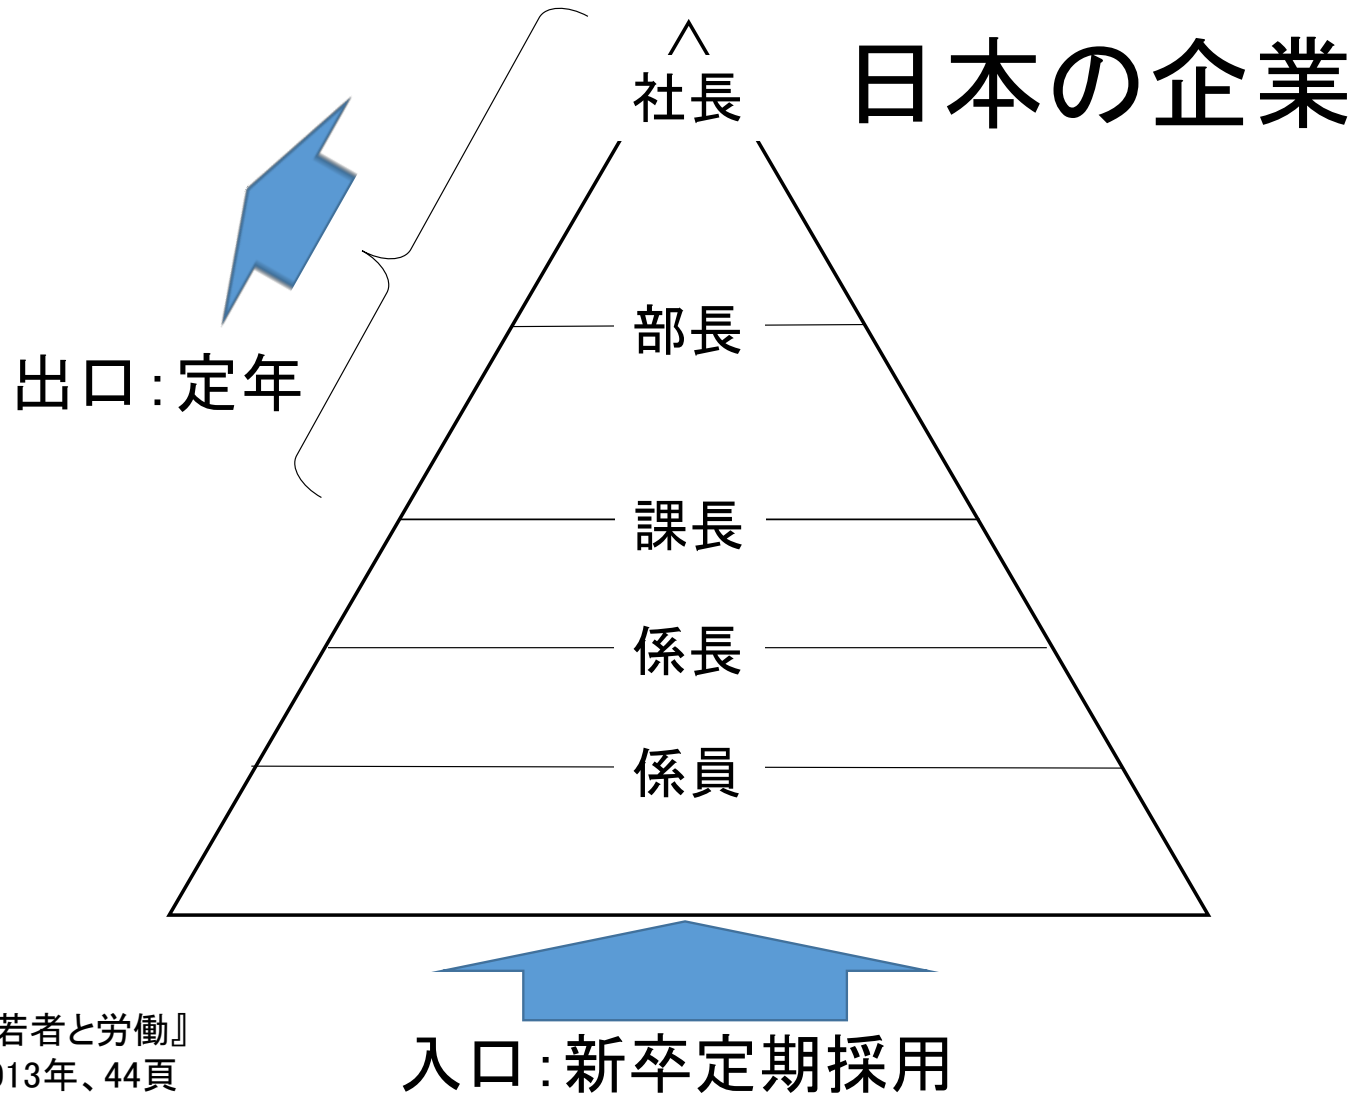 日本の企業
社長
部長
出口：定年
課長
係長
係員
若者と労働』
013年、44頁
入口：新卒定期採用